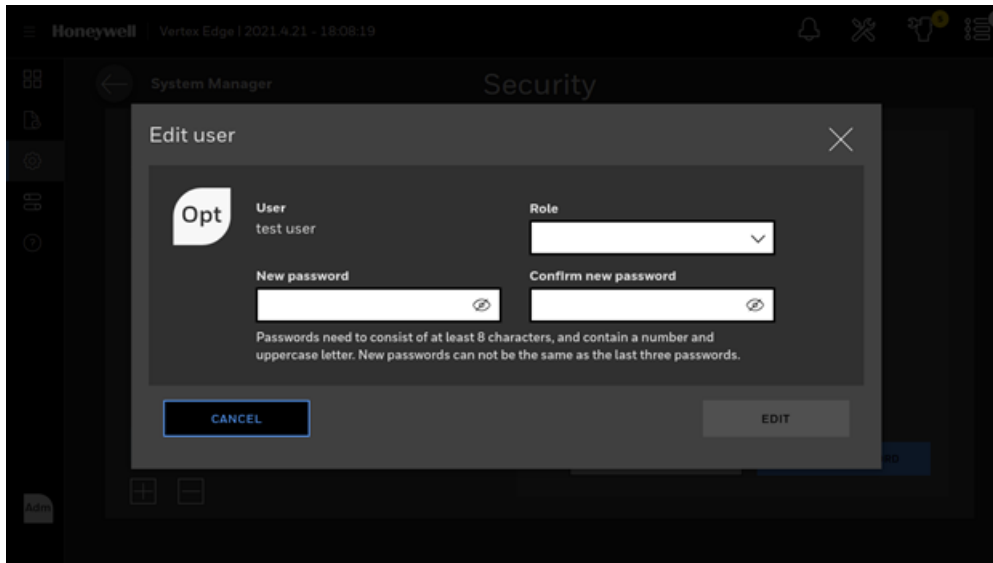 Honeywell Vertex Edge | 2021.4.21 - 18:08:19
System Manager Security
Edit user
Opt
User
test user
Role
New password
Confirm new password
Passwords need to consist of at least 8 characters, and contain a number and
uppercase letter. New passwords can not be the same as the last three passwords.
CANCEL
EDIT
Adm